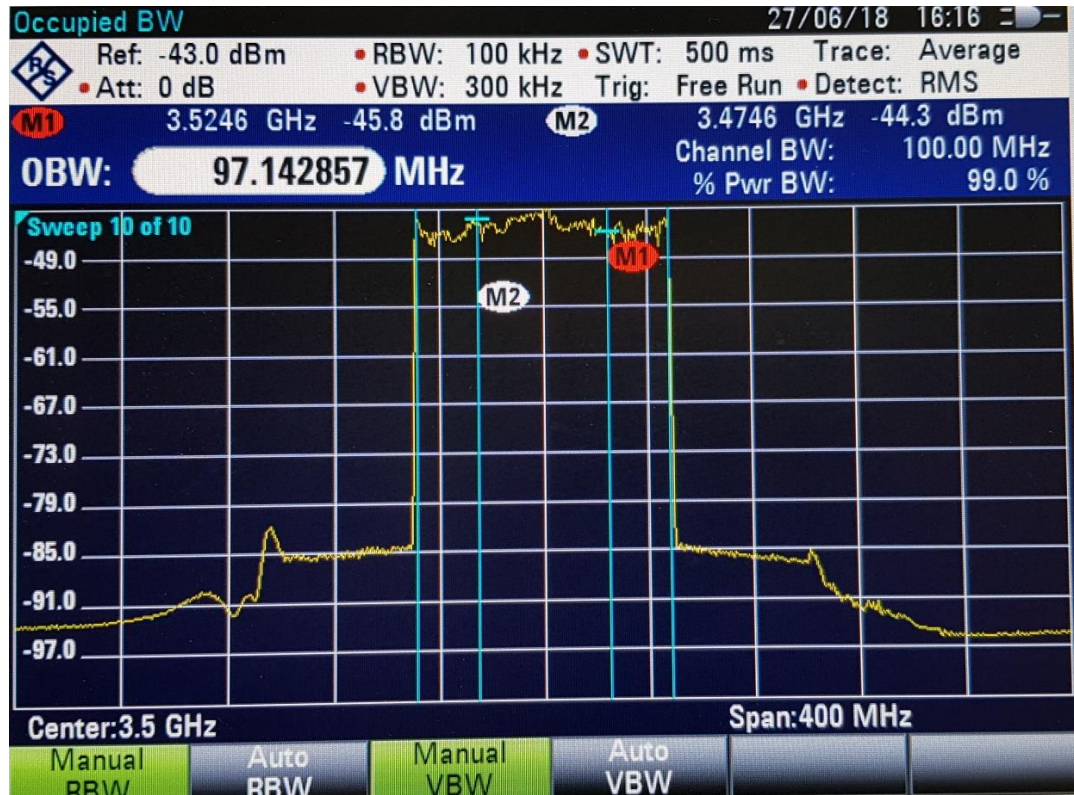 Occupied BW 27/06/18 16:16
Ref: -43.0 dBm RBW: 100 kHz SWT: 500 ms Trace: Average
R&S Att: 0 dB VBW: 300 kHz Trig: Free Run Detect: RMS
M1 3.5246 GHz -45.8 dBm M2 3.4746 GHz -44.3 dBm
OBW: 97.142857 MHz Channel BW: 100.00 MHz
% Pwr BW: 99.0 %
Sweep 10 of 10
-49.0
M1
M2
-55.0
-61.0
-67.0
-73.0
-79.0
-85.0
-91.0
-97.0
Center:3.5 GHz Span:400 MHz
Manual Auto Manual Auto
RBW RBW VBW VBW